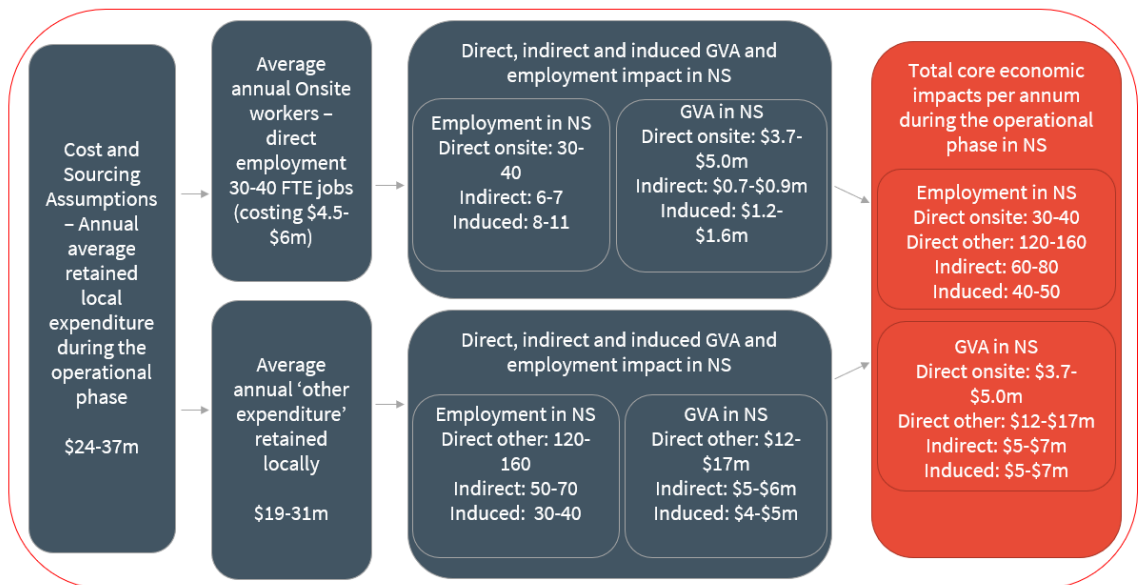 Cost and
Sourcing
Assumptions
– Annual
average
retained
local
expenditure
during the
operational
phase
$24-37m
Average
annual Onsite
workers –
direct
employment
30-40 FTE jobs
(costing $4.5-
$6m)
Direct, indirect and induced GVA and
employment impact in NS
Employment in NS
Direct onsite: 30-
40
Indirect: 6-7
Induced: 8-11
GVA in NS
Direct onsite: $3.7-
$5.0m
Indirect: $0.7-$0.9m
Induced: $1.2-
$1.6m
Average
annual ‘other
expenditure’
retained
locally
$19-31m
Direct, indirect and induced GVA and
employment impact in NS
Employment in NS
Direct other: 120-
160
Indirect: 50-70
Induced:  30-40
GVA in NS
Direct other: $12-
$17m
Indirect: $5-$6m
Induced: $4-$5m
Total core economic
impacts per annum
during the operational
phase in NS
Employment in NS
Direct onsite: 30-40
Direct other: 120-160
Indirect: 60-80
Induced: 40-50
GVA in NS
Direct onsite: $3.7-
$5.0m
Direct other: $12-$17m
Indirect: $5-$7m
Induced: $5-$7m